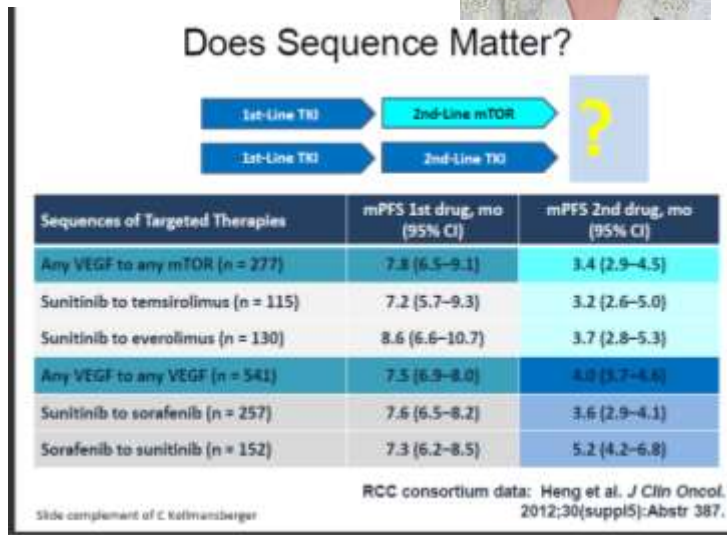 Does Sequence Matter?
1st-Line TKI 2nd-Line mTOR
?
1st-Line TKI 2nd-Line TKI
Sequences of Targeted Therapies mPFS 1st drug, mo (95% CI) mPFS 2nd drug, mo (95% CI)
Any VEGF to any mTOR (n = 277) 7.8 (6.5–9.1) 3.4 (2.9–4.5)
Sunitinib to temsirolimus (n = 115) 7.2 (5.7–9.3) 3.2 (2.6–5.0)
Sunitinib to everolimus (n = 130) 8.6 (6.6–10.7) 3.7 (2.8–5.3)
Any VEGF to any VEGF (n = 541) 7.5 (6.9–8.0) 4.0 (3.7–4.6)
Sunitinib to sorafenib (n = 257) 7.6 (6.5–8.2) 3.6 (2.9–4.1)
Sorafenib to sunitinib (n = 152) 7.3 (6.2–8.5) 5.2 (4.2–6.8)
RCC consortium data: Heng et al. J Clin Oncol.
Slide complement of C Kollmansberger 2012;30(suppl5):Abstr 387.